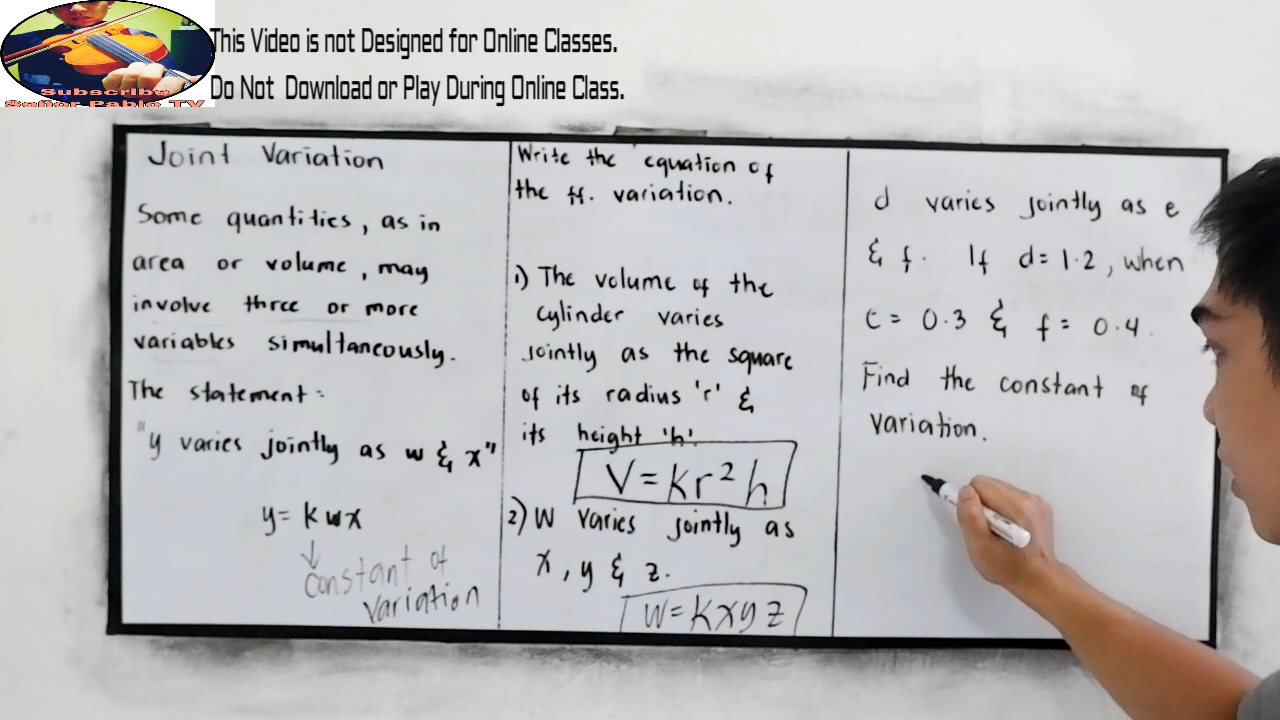 This Video is not Designed for Online Classes.
Do Not Download or Play During Online Class.
Subscribe
Señor Pablo TV
Joint Variation
Some quantities, as in
area or volume, may
involve three or more
variables simultaneously.
The statement:
"y varies jointly as w & x"
y = kwx
↓
constant of
variation
Write the equation of
the ff. variation.
1) The volume of the
cylinder varies
jointly as the square
of its radius 'r' &
its height 'h'.
V = kr²h
2) W varies jointly as
x, y & z.
W = kxyz
d varies jointly as e
& f. If d = 1.2, when
e = 0.3 & f = 0.4.
Find the constant of
variation.